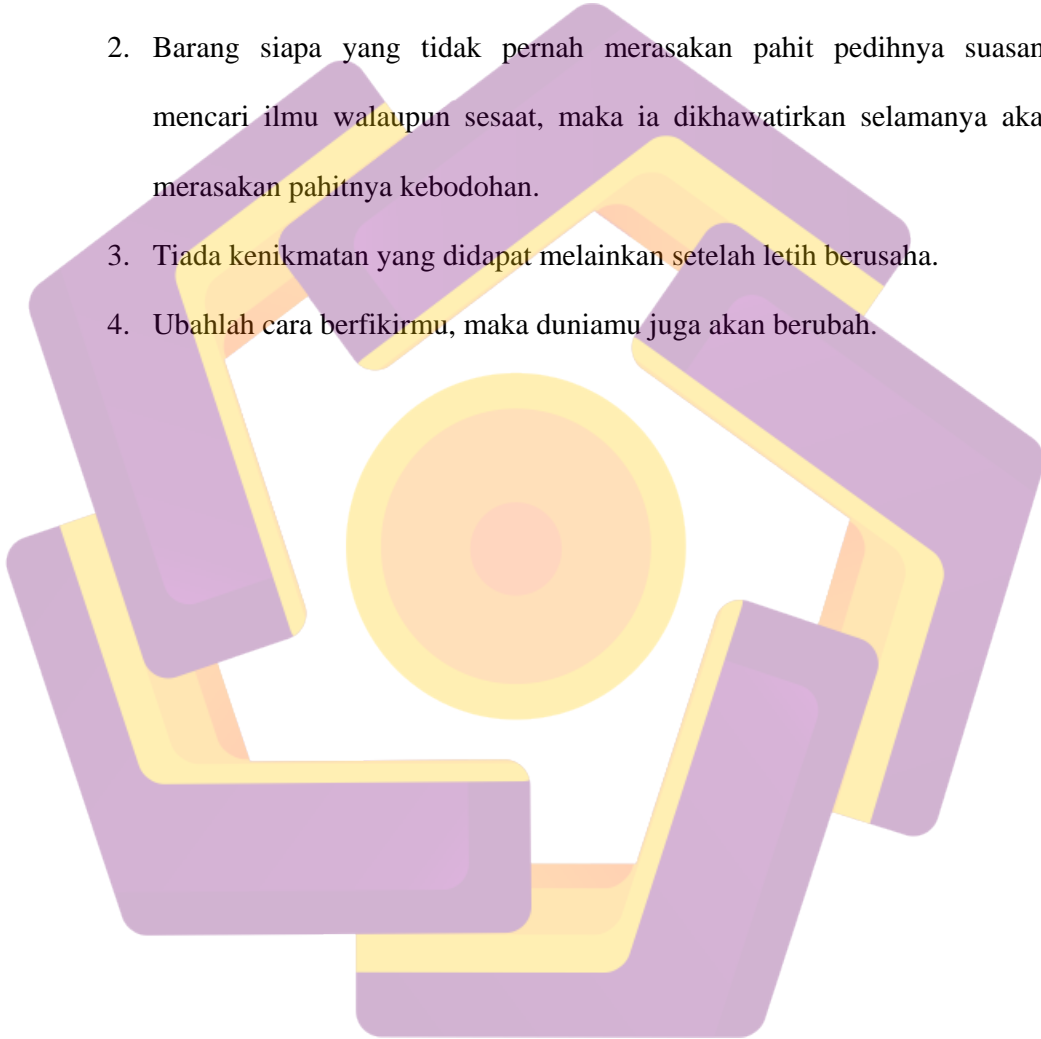 2. Barang siapa yang tidak pernah merasakan pahit pedihnya suasan
mencari ilmu walaupun sesaat, maka ia dikhawatirkan selamanya aka
merasakan pahitnya kebodohan.
3. Tiada kenikmatan yang didapat melainkan setelah letih berusaha.
4. Ubahlah cara berfikirmu, maka duniamu juga akan berubah.